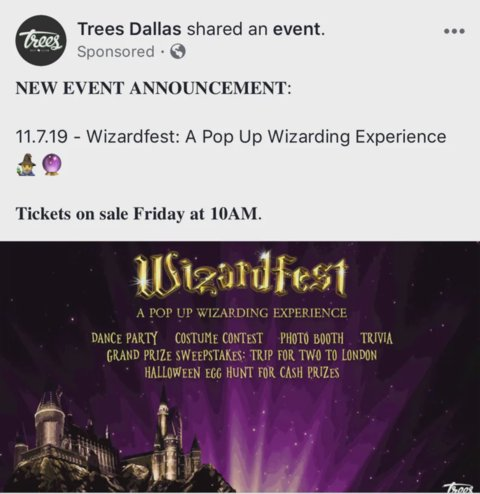 Trees
Trees Dallas shared an event.
Sponsored ·
NEW EVENT ANNOUNCEMENT:
11.7.19 - Wizardfest: A Pop Up Wizarding Experience
🧙🔮
Tickets on sale Friday at 10AM.
Wizardfest
A POP UP WIZARDING EXPERIENCE
DANCE PARTY COSTUME CONTEST PHOTO BOOTH TRIVIA
GRAND PRIZE SWEEPSTAKES: TRIP FOR TWO TO LONDON
HALLOWEEN EGG HUNT FOR CASH PRIZES
Trees